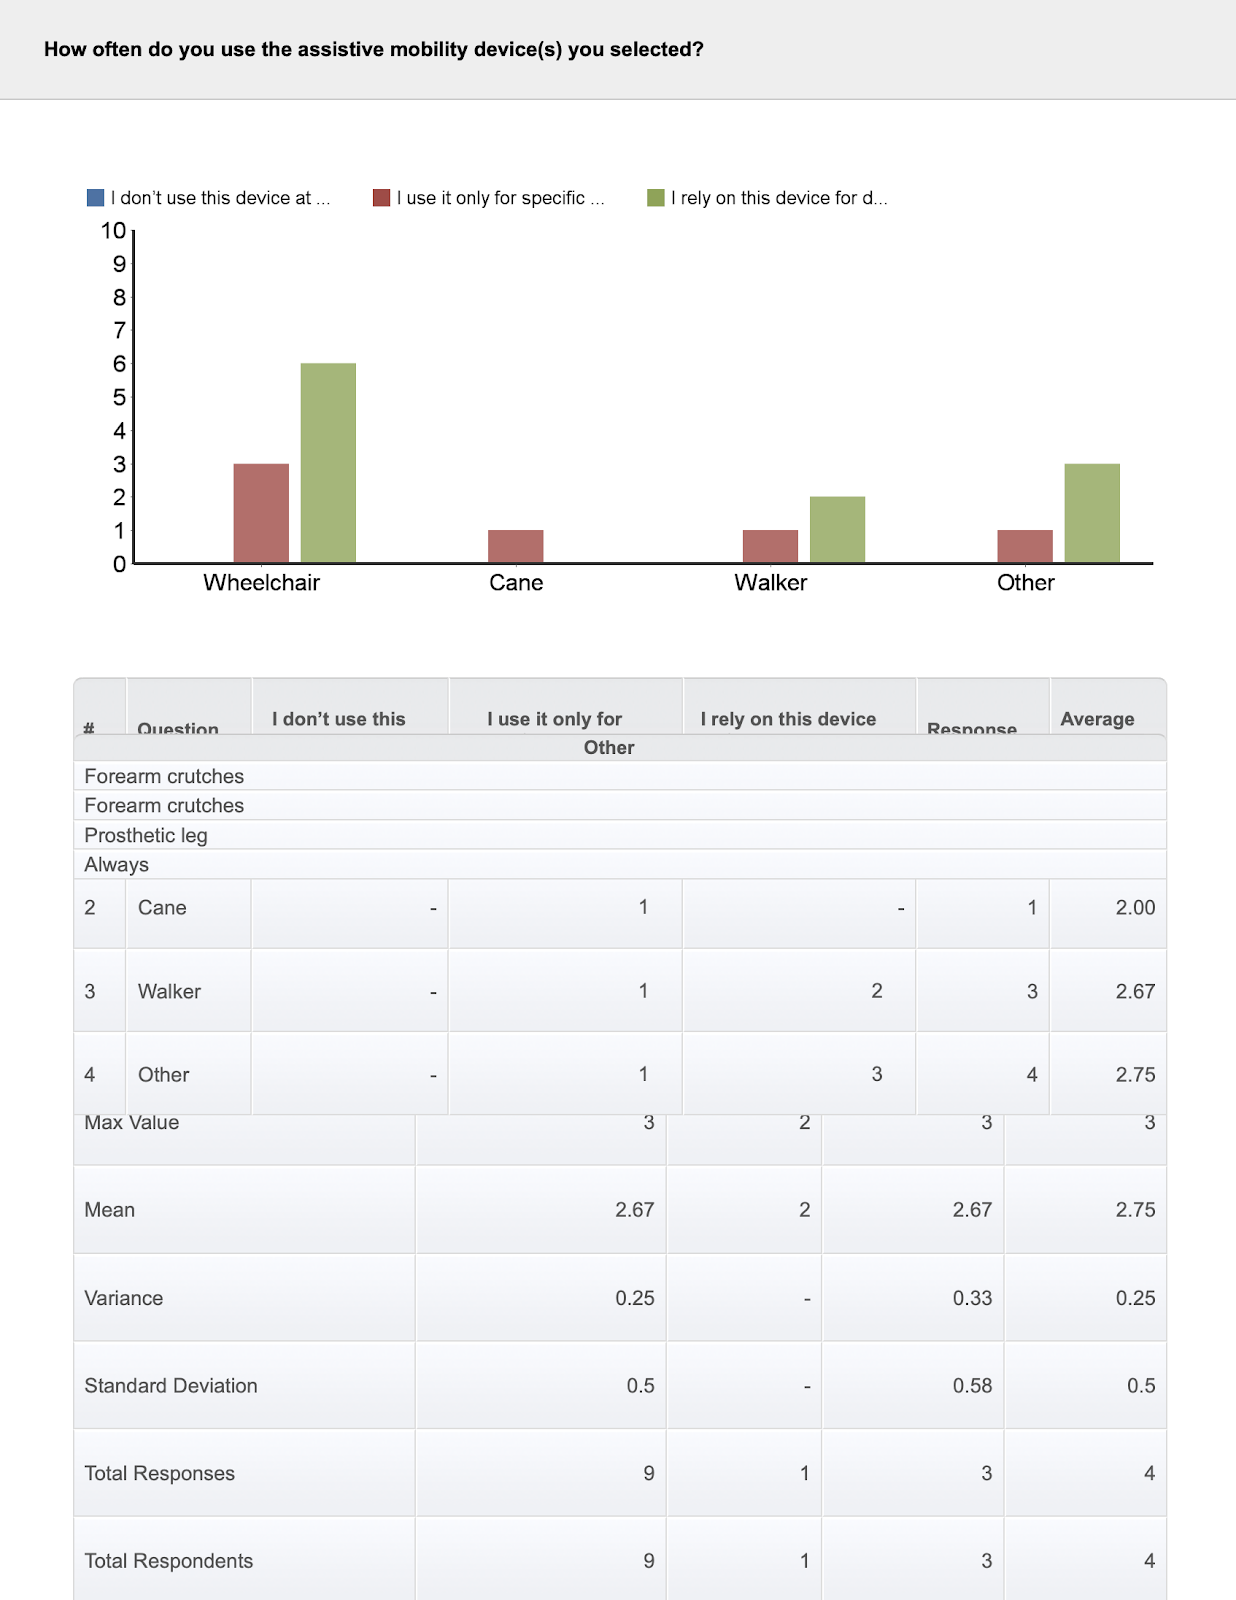 How often do you use the assistive mobility device(s) you selected?
I don’t use this device at ... I use it only for specific ... I rely on this device for d...
10
9
8
7
6
5
4
3
2
1
0
Wheelchair Cane Walker Other
# Question I don’t use this I use it only for I rely on this device Response Average
Other
Forearm crutches
Forearm crutches
Prosthetic leg
Always
2 Cane - 1 - 1 2.00
3 Walker - 1 2 3 2.67
4 Other - 1 3 4 2.75
Max Value 3 2 3 3
Mean 2.67 2 2.67 2.75
Variance 0.25 - 0.33 0.25
Standard Deviation 0.5 - 0.58 0.5
Total Responses 9 1 3 4
Total Respondents 9 1 3 4